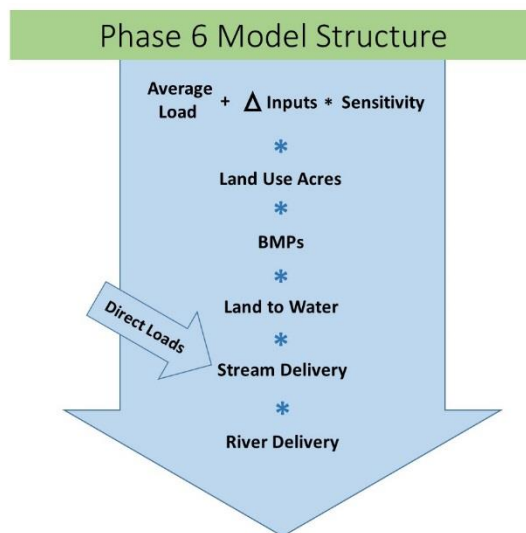 Phase 6 Model Structure
Average
Load + Δ Inputs * Sensitivity
*
Land Use Acres
*
BMPs
*
Land to Water
*
Direct Loads
Stream Delivery
*
River Delivery